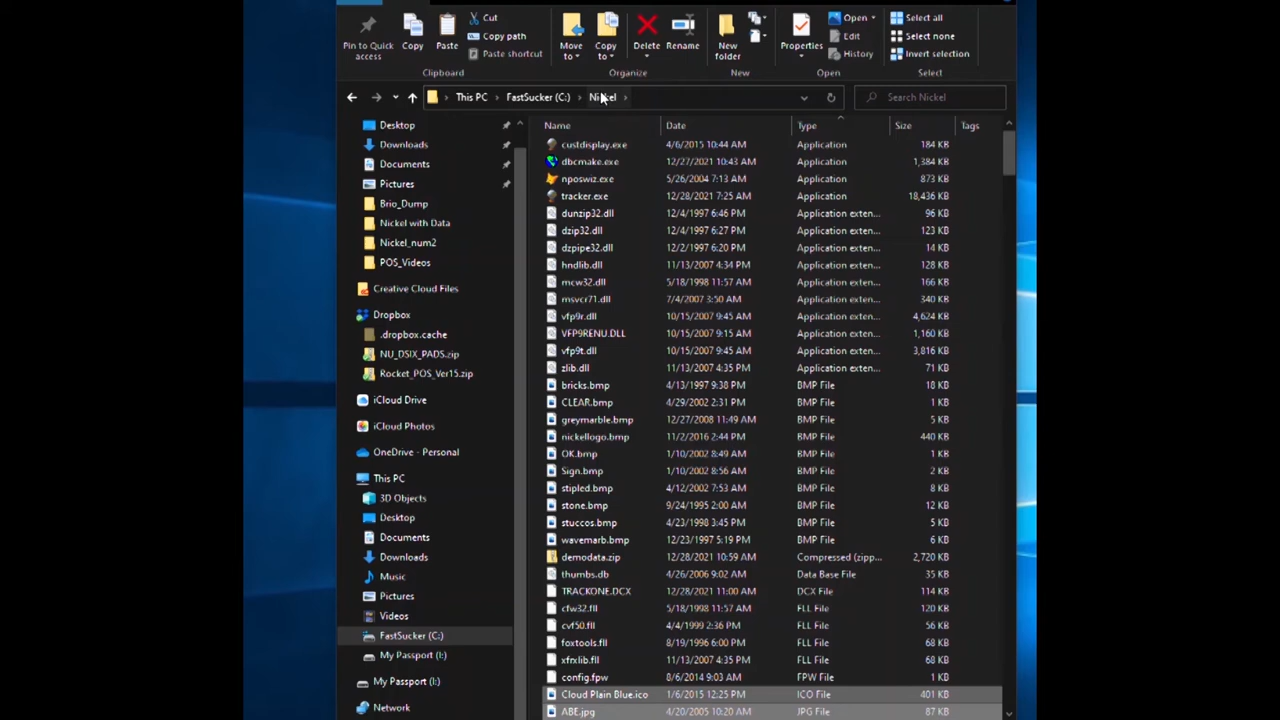 Pin to Quick access
Copy
Paste
Cut
Copy path
Paste shortcut
Move to
Copy to
Delete
Rename
New folder
Properties
Open
Edit
History
Select all
Select none
Invert selection
Clipboard
Organize
New
Open
Select
This PC > FastSucker (C:) > Nickel >
Search Nickel
Desktop
Downloads
Documents
Pictures
Brio_Dump
Nickel with Data
Nickel_num2
POS_Videos
Creative Cloud Files
Dropbox
.dropbox.cache
NU_DSIX_PADS.zip
Rocket_POS_Ver15.zip
iCloud Drive
iCloud Photos
OneDrive - Personal
This PC
3D Objects
Desktop
Documents
Downloads
Music
Pictures
Videos
FastSucker (C:)
My Passport (I:)
My Passport (I:)
Network
Name Date Type Size Tags
custdisplay.exe 4/6/2015 10:44 AM Application 184 KB
dbcmake.exe 12/27/2021 10:43 AM Application 1,384 KB
nposwiz.exe 5/26/2004 7:13 AM Application 873 KB
tracker.exe 12/28/2021 7:25 AM Application 18,436 KB
dunzip32.dll 12/4/1997 6:46 PM Application exten... 96 KB
dzip32.dll 12/4/1997 6:27 PM Application exten... 123 KB
dzpipe32.dll 12/2/1997 6:20 PM Application exten... 14 KB
hndlib.dll 11/13/2007 4:34 PM Application exten... 128 KB
mcw32.dll 5/18/1998 11:57 AM Application exten... 166 KB
msvcr71.dll 7/4/2007 3:50 AM Application exten... 340 KB
vfp9r.dll 10/15/2007 9:45 AM Application exten... 4,624 KB
VFP9RENU.DLL 10/15/2007 9:15 AM Application exten... 1,160 KB
vfp9t.dll 10/15/2007 9:45 AM Application exten... 3,816 KB
zlib.dll 11/13/2007 4:35 PM Application exten... 71 KB
bricks.bmp 4/13/1997 9:38 PM BMP File 18 KB
CLEAR.bmp 4/29/2002 2:31 PM BMP File 1 KB
greymarble.bmp 12/27/2008 11:49 AM BMP File 5 KB
nickellogo.bmp 11/2/2016 2:44 PM BMP File 440 KB
OK.bmp 1/10/2002 8:49 AM BMP File 1 KB
Sign.bmp 1/10/2002 8:56 AM BMP File 2 KB
stipled.bmp 4/12/2002 7:53 AM BMP File 8 KB
stone.bmp 9/24/1995 2:00 AM BMP File 12 KB
stuccos.bmp 4/23/1998 3:45 PM BMP File 5 KB
wavemarb.bmp 12/23/1997 5:19 PM BMP File 6 KB
demodata.zip 12/28/2021 10:59 AM Compressed (zipp... 2,720 KB
thumbs.db 4/26/2006 9:02 AM Data Base File 35 KB
TRACKONE.DCX 12/28/2021 11:00 AM DCX File 114 KB
cfw32.fll 5/18/1998 11:57 AM FLL File 120 KB
cvf50.fll 4/4/1999 2:36 PM FLL File 56 KB
foxtools.fll 8/19/1996 6:00 PM FLL File 68 KB
xfrxlib.fll 11/13/2007 4:35 PM FLL File 68 KB
config.fpw 8/6/2014 9:03 AM FPW File 1 KB
Cloud Plain Blue.ico 1/6/2015 12:25 PM ICO File 401 KB
ABE.jpg 4/20/2005 10:20 AM JPG File 87 KB